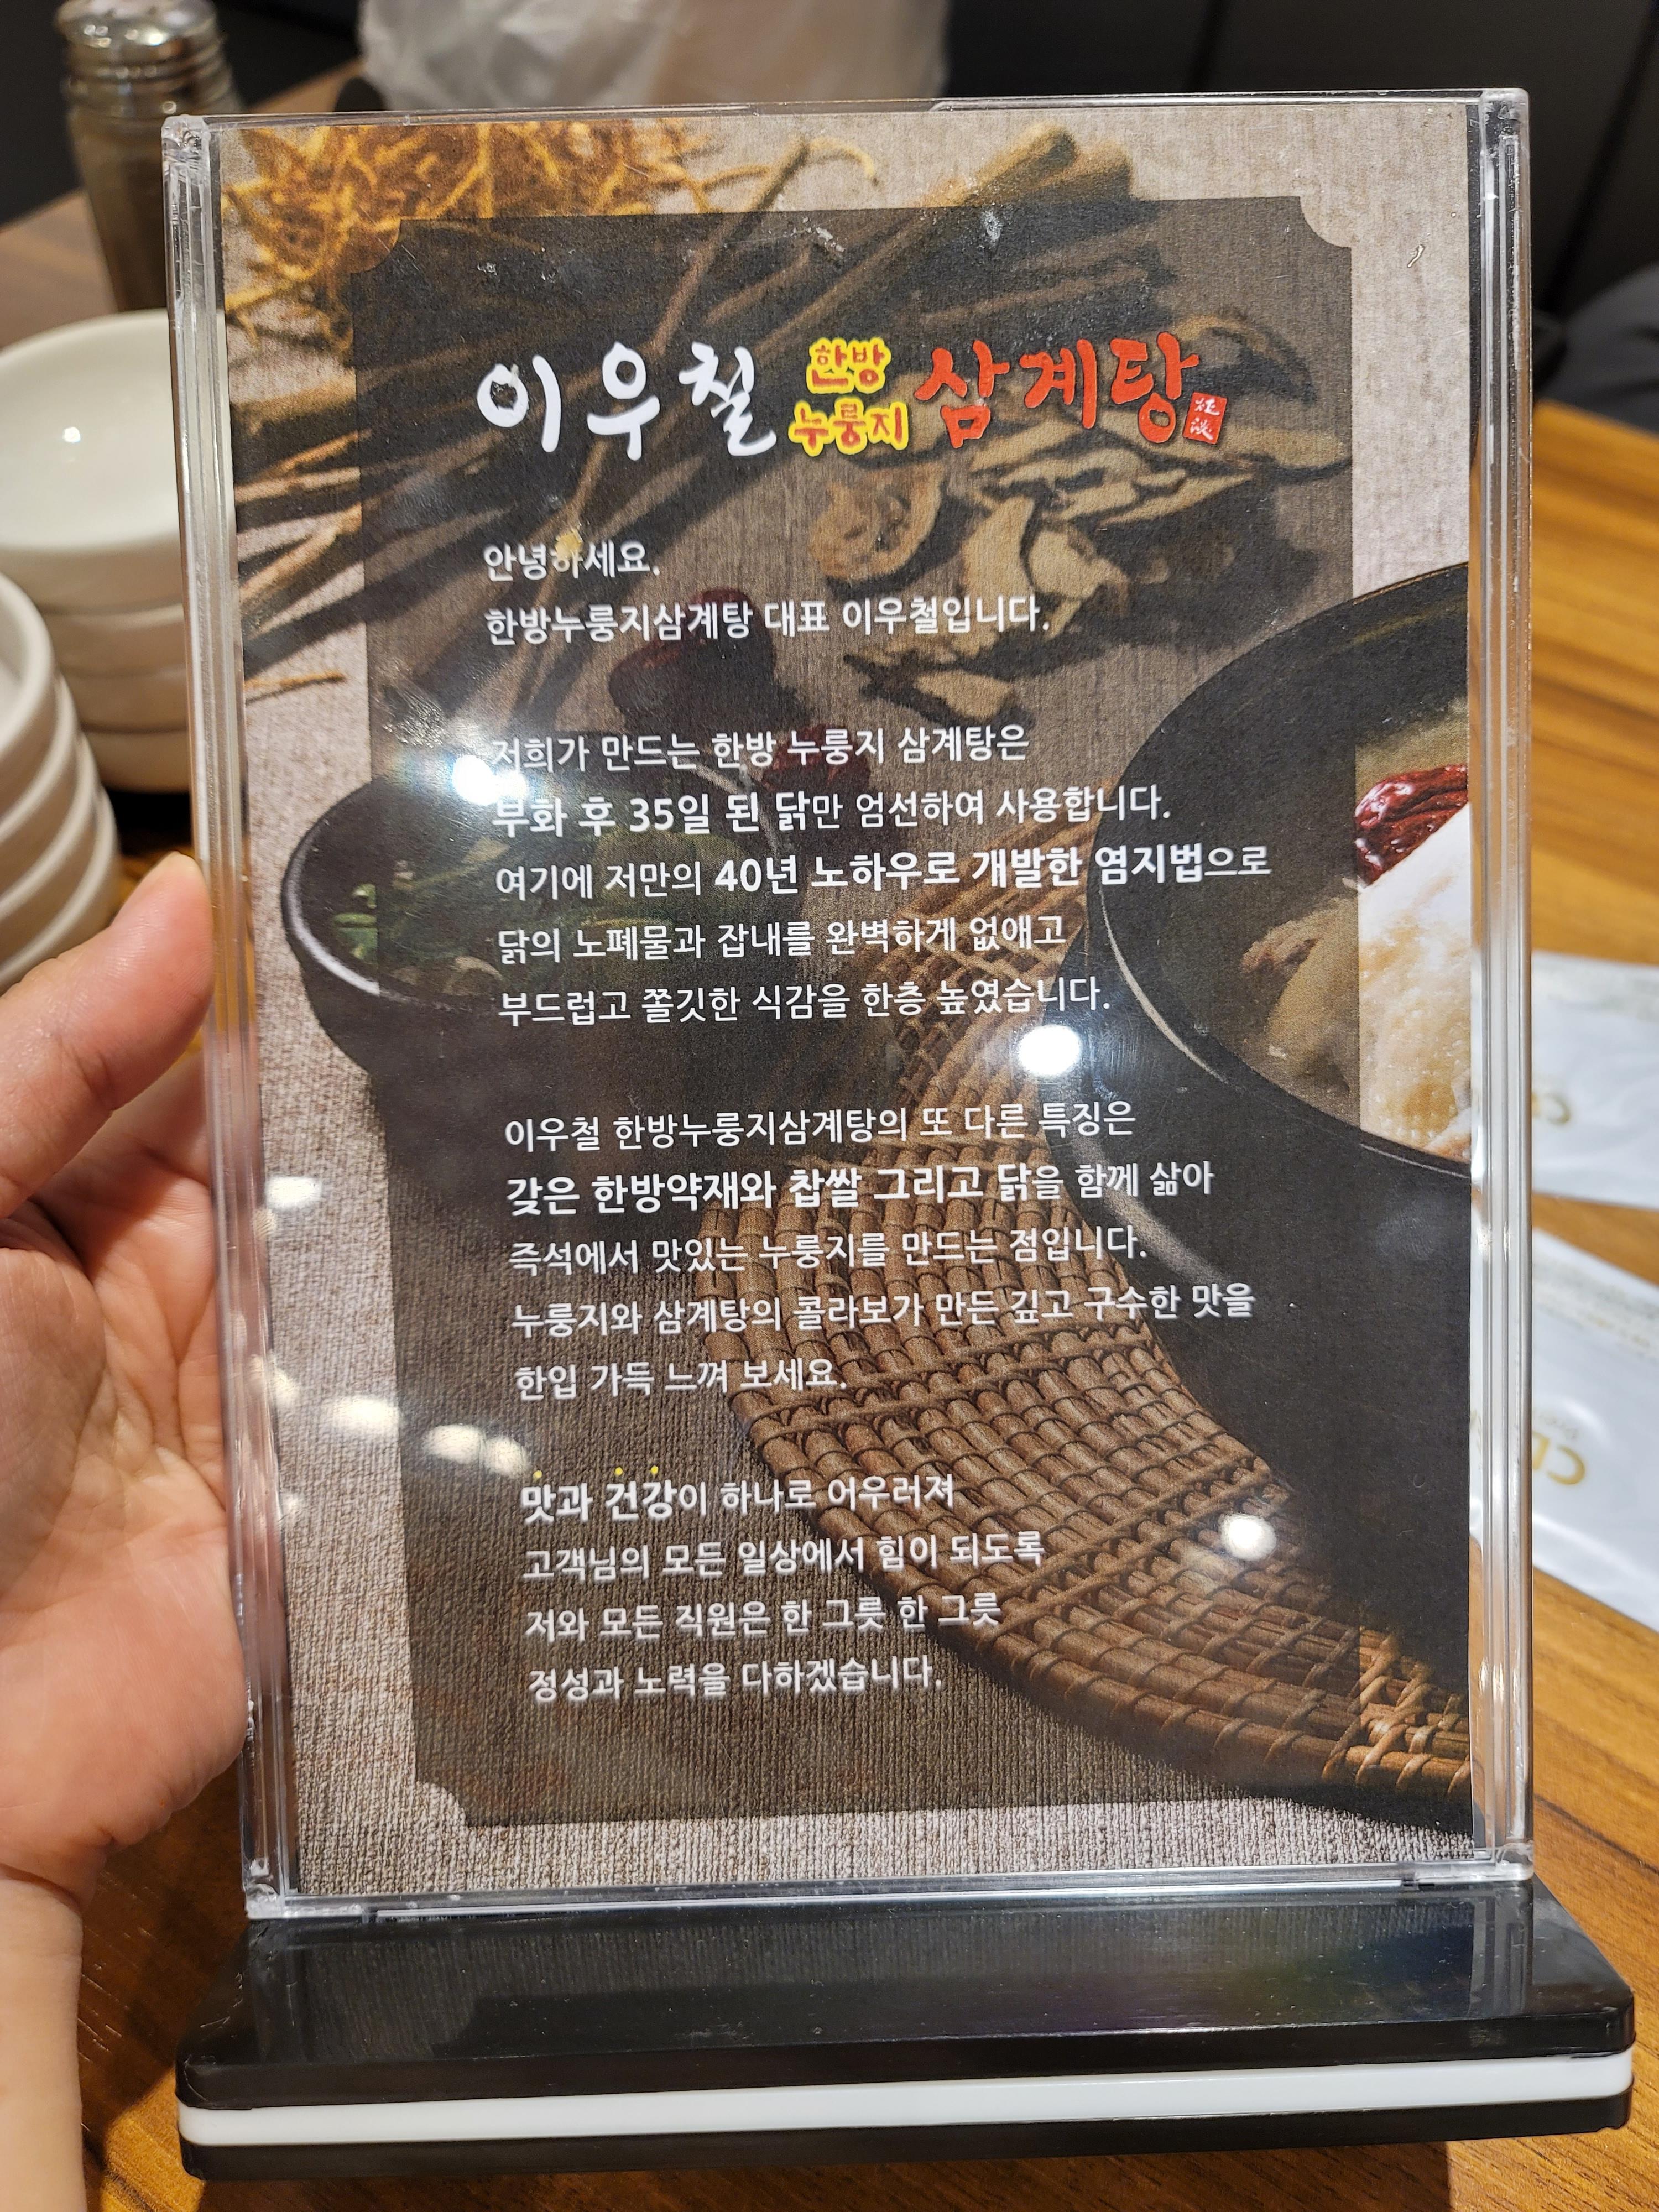 이우철 한방 누룽지 삼계탕
안녕하세요.
한방누룽지삼계탕 대표 이우철입니다.
저희가 만드는 한방 누룽지 삼계탕은
부화 후 35일 된 닭만 엄선하여 사용합니다.
여기에 저만의 40년 노하우로 개발한 염지법으로
닭의 노폐물과 잡내를 완벽하게 없애고
부드럽고 쫄깃한 식감을 한층 높였습니다.
이우철 한방누룽지삼계탕의 또 다른 특징은
갖은 한방약재와 찹쌀 그리고 닭을 함께 삶아
즉석에서 맛있는 누룽지를 만드는 점입니다.
누룽지와 삼계탕의 콜라보가 만든 깊고 구수한 맛을
한입 가득 느껴 보세요.
맛과 건강이 하나로 어우러져
고객님의 모든 일상에서 힘이 되도록
저와 모든 직원은 한 그릇 한 그릇
정성과 노력을 다하겠습니다.